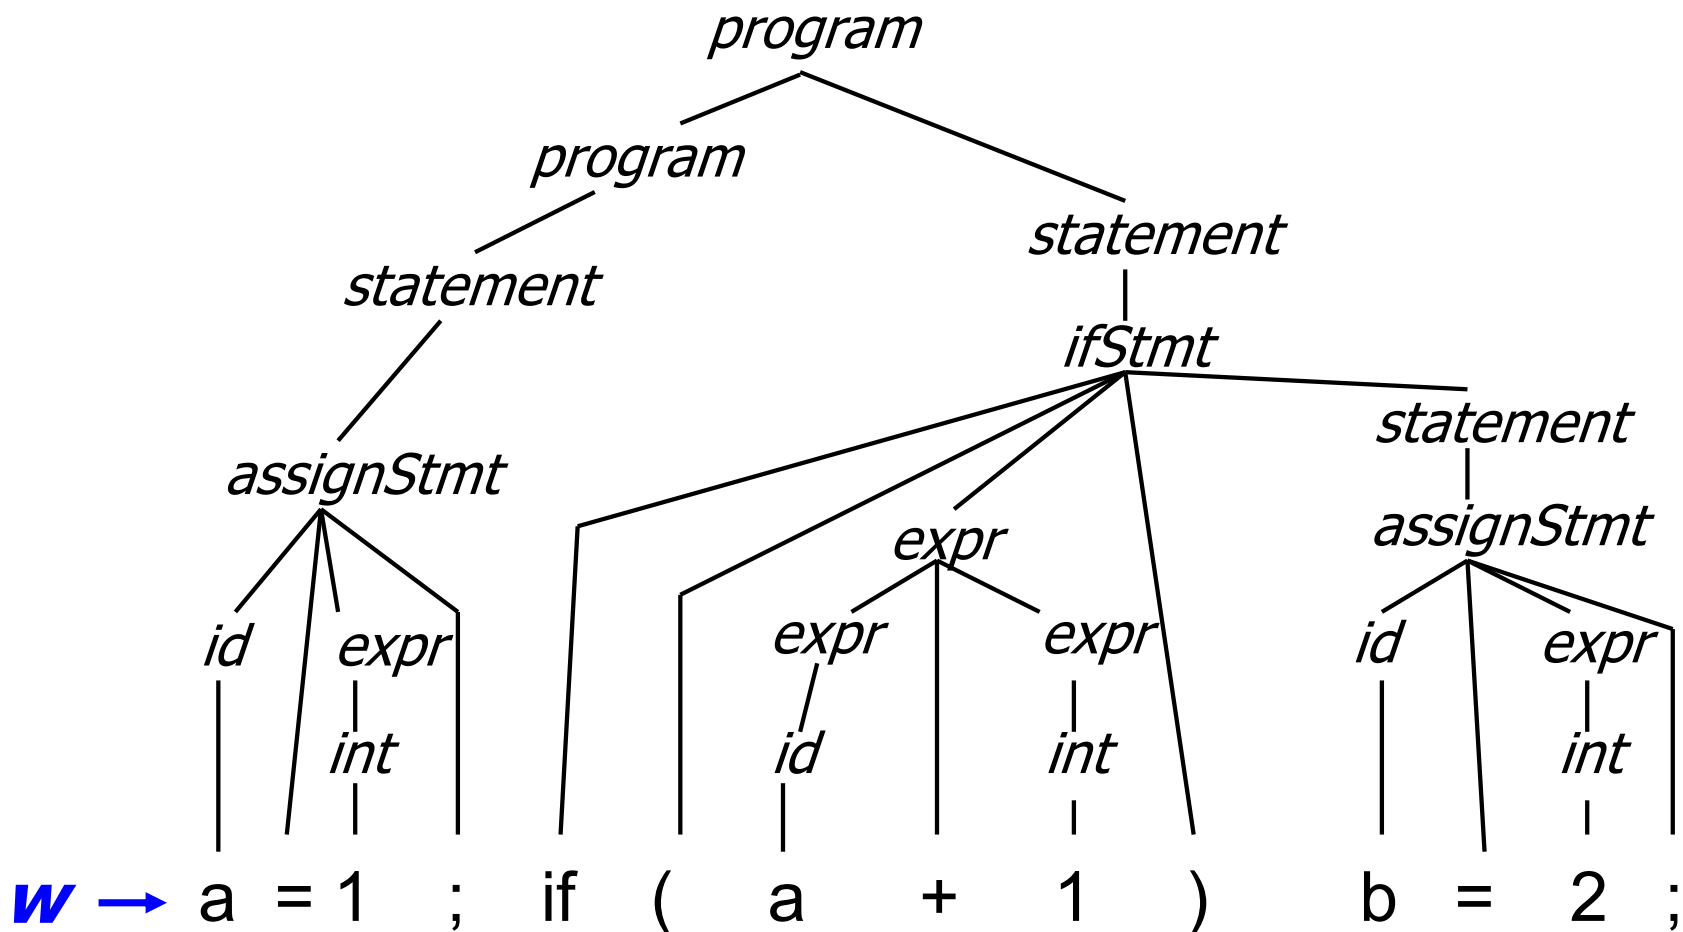 program
program
statement
statement
ifStmt
statement
assignStmt
assignStmt
expr
id expr expr expr id expr
int id int int
w → a = 1 ; if ( a + 1 ) b = 2 ;